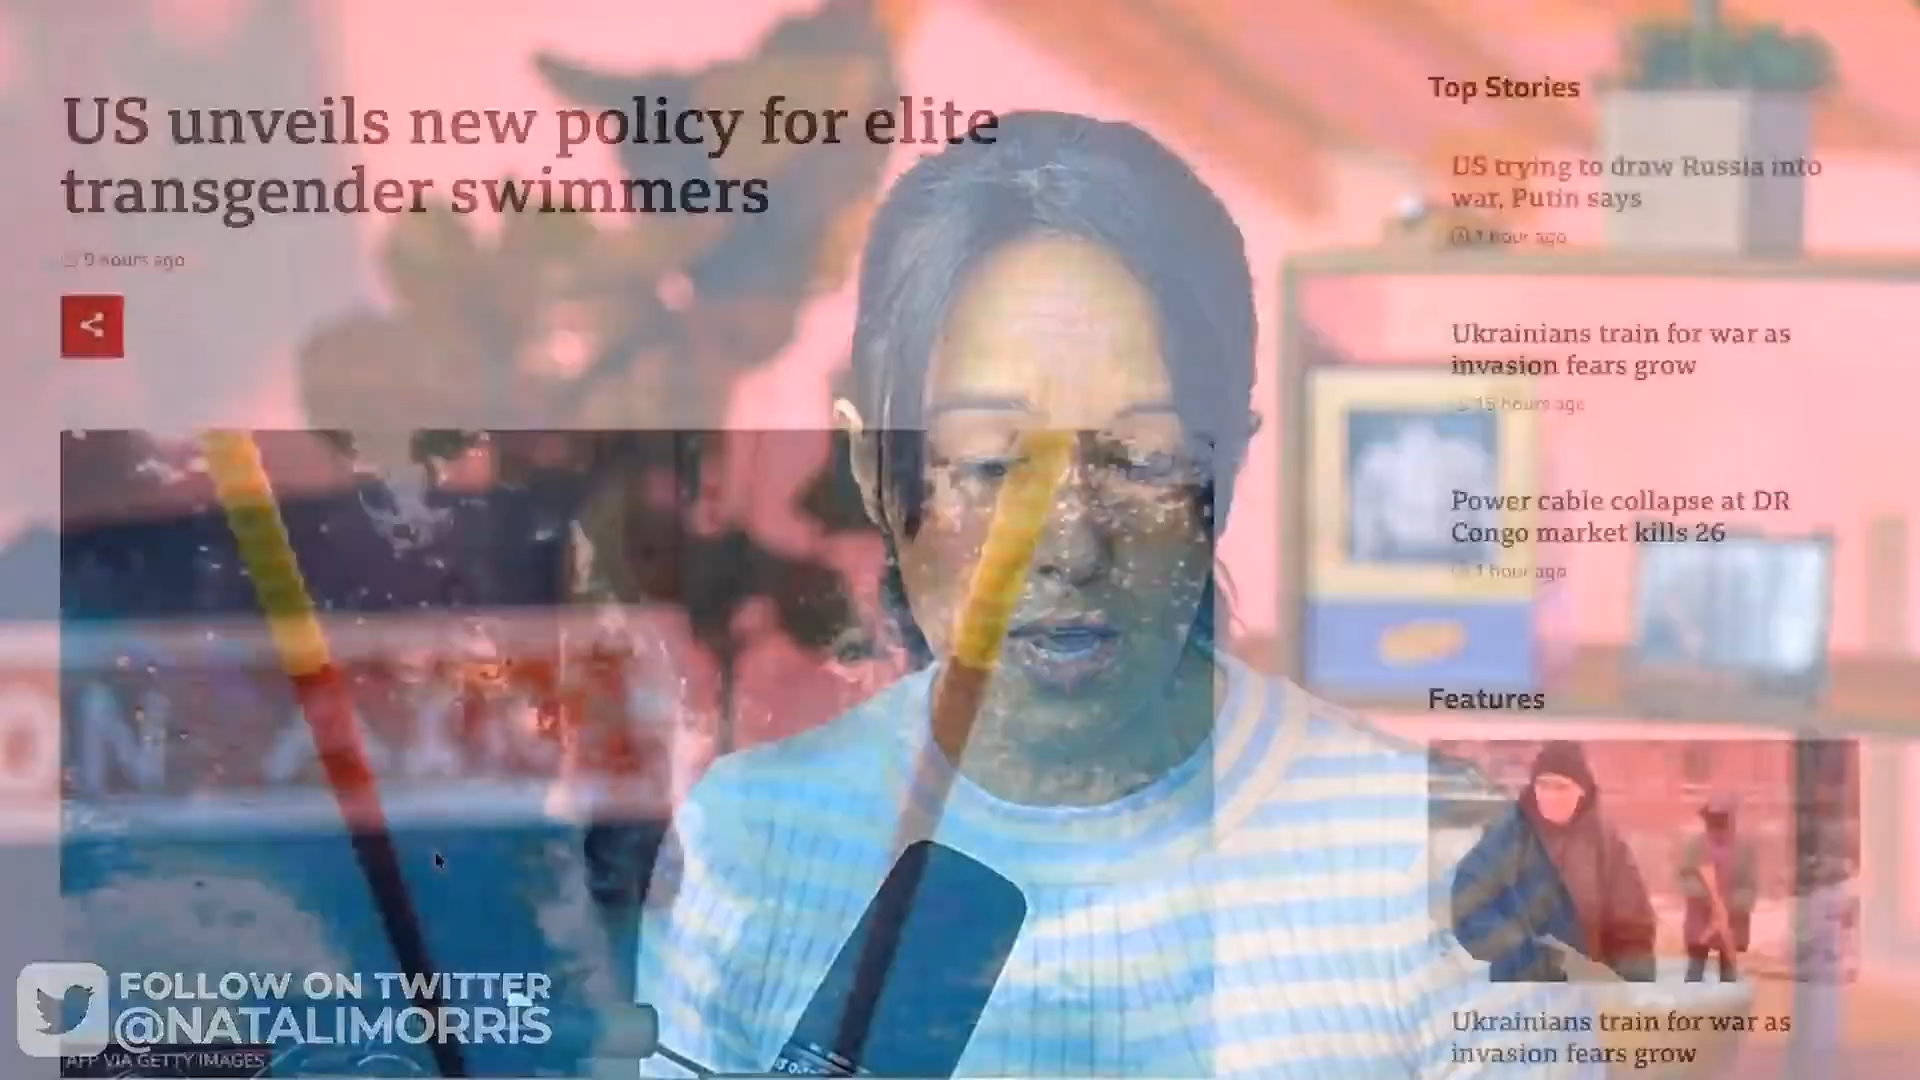 US unveils new policy for elite
transgender swimmers
9 hours ago
Top Stories
US trying to draw Russia into
war, Putin says
1 hour ago
Ukrainians train for war as
invasion fears grow
15 hours ago
Power cable collapse at DR
Congo market kills 26
1 hour ago
Features
ON AIR
Ukrainians train for war as
invasion fears grow
FOLLOW ON TWITTER
@NATALIMORRIS
AFP VIA GETTY IMAGES